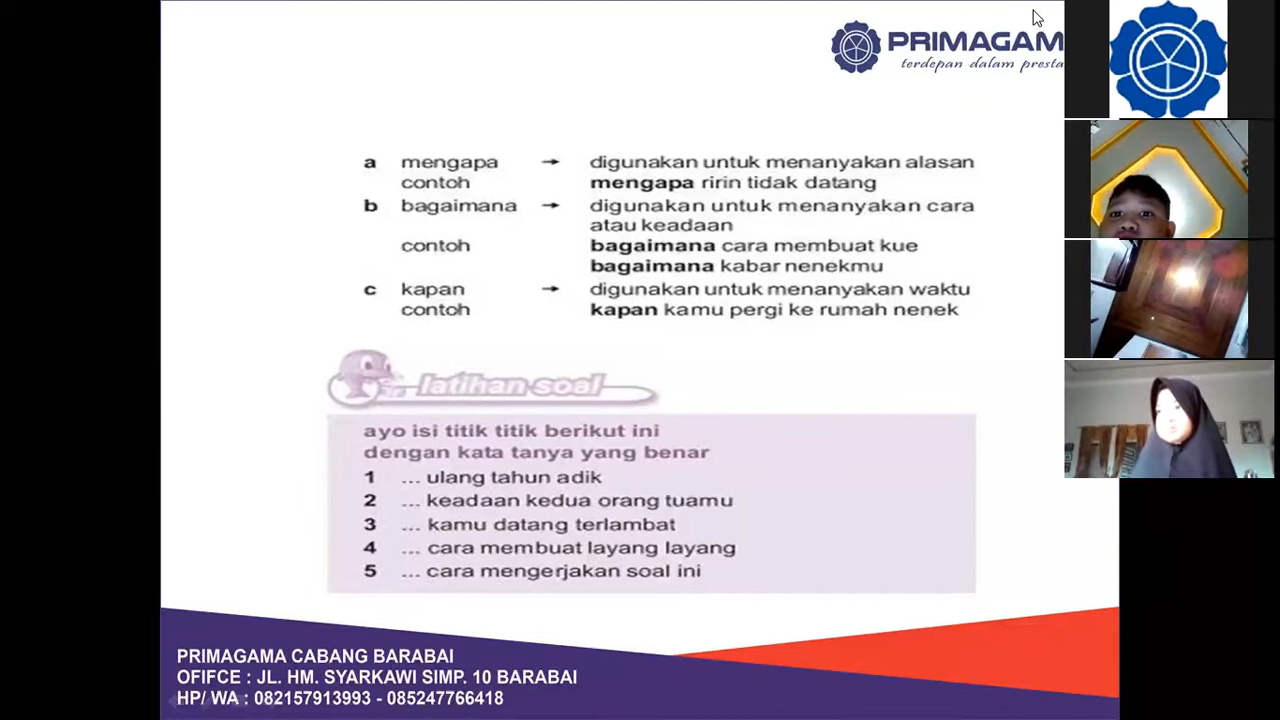 PRIMAGAM
terdepan dalam presta
a mengapa → digunakan untuk menanyakan alasan
contoh mengapa ririn tidak datang
b bagaimana → digunakan untuk menanyakan cara
atau keadaan
contoh bagaimana cara membuat kue
bagaimana kabar nenekmu
c kapan → digunakan untuk menanyakan waktu
contoh kapan kamu pergi ke rumah nenek
latihan soal
ayo isi titik titik berikut ini
dengan kata tanya yang benar
1 ... ulang tahun adik
2 ... keadaan kedua orang tuamu
3 ... kamu datang terlambat
4 ... cara membuat layang layang
5 ... cara mengerjakan soal ini
PRIMAGAMA CABANG BARABAI
OFIFCE : JL. HM. SYARKAWI SIMP. 10 BARABAI
HP/ WA : 082157913993 - 085247766418